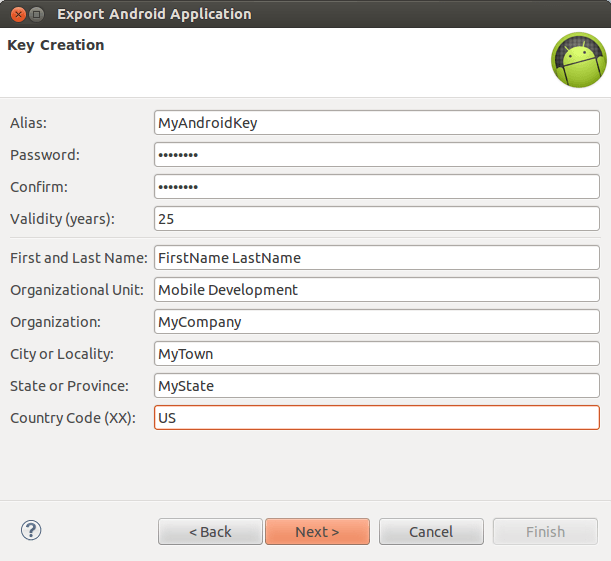 Export Android Application
Key Creation
Alias: MyAndroidKey
Password: ••••••••
Confirm: ••••••••
Validity (years): 25
First and Last Name: FirstName LastName
Organizational Unit: Mobile Development
Organization: MyCompany
City or Locality: MyTown
State or Province: MyState
Country Code (XX): US
? < Back Next > Cancel Finish